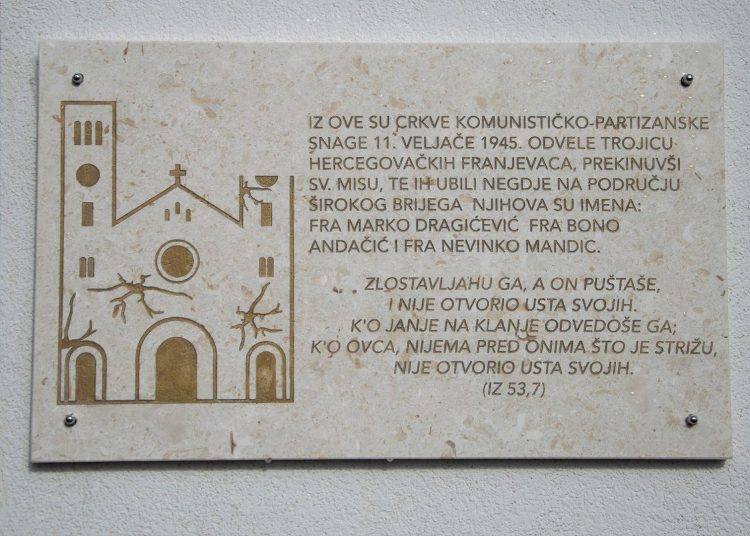 IZ OVE SU CRKVE KOMUNISTIČKO-PARTIZANSKE
SNAGE 11. VELJAČE 1945. ODVELE TROJICU
HERCEGOVAČKIH FRANJEVACA, PREKINUVŠI
SV. MISU, TE IH UBILI NEGDJE NA PODRUČJU
ŠIROKOG BRIJEGA NJIHOVA SU IMENA:
FRA MARKO DRAGIĆEVIĆ FRA BONO
ANDAČIĆ I FRA NEVINKO MANDIC.
ZLOSTAVLJAHU GA, A ON PUŠTAŠE,
I NIJE OTVORIO USTA SVOJIH.
K'O JANJE NA KLANJE ODVEDOŠE GA;
K'O OVCA, NIJEMA PRED ONIMA ŠTO JE STRIŽU,
NIJE OTVORIO USTA SVOJIH.
(IZ 53,7)